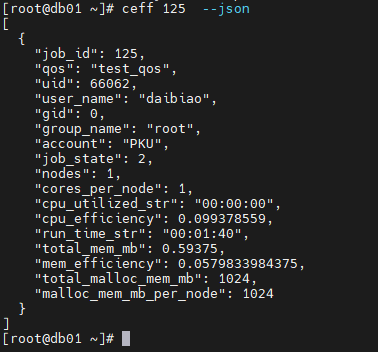 [root@db01 ~]# ceff 125  --json
[
  {
    "job_id": 125,
    "qos": "test_qos",
    "uid": 66062,
    "user_name": "daibiao",
    "gid": 0,
    "group_name": "root",
    "account": "PKU",
    "job_state": 2,
    "nodes": 1,
    "cores_per_node": 1,
    "cpu_utilized_str": "00:00:00",
    "cpu_efficiency": 0.099378559,
    "run_time_str": "00:01:40",
    "total_mem_mb": 0.59375,
    "mem_efficiency": 0.0579833984375,
    "total_malloc_mem_mb": 1024,
    "malloc_mem_mb_per_node": 1024
  }
]
[root@db01 ~]#